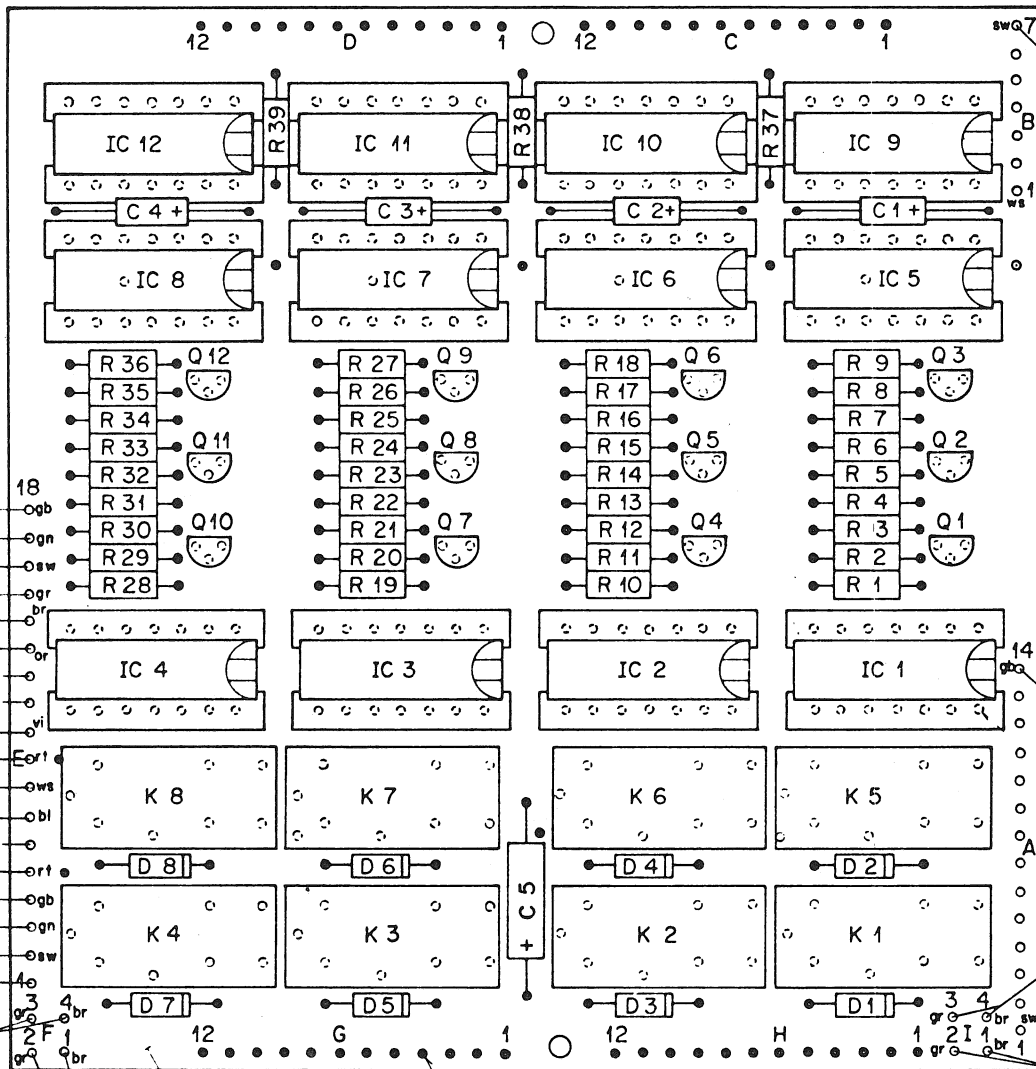 12 D 1 12 C 1 sw 7
IC 12 R39 IC 11 R38 IC 10 R37 IC 9 B
1
ws
C 4 + C 3+ C 2+ C 1 +
IC 8 IC 7 IC 6 IC 5
R 36 Q 12 R 27 Q 9 R 18 Q 6 R 9 Q 3
R 35 R 26 R 17 R 8
R 34 R 25 R 16 R 7
R 33 Q 11 R 24 Q 8 R 15 Q 5 R 6 Q 2
R 32 R 23 R 14 R 5
18
gb R 31 R 22 R 13 R 4
gn R 30 Q10 R 21 Q 7 R 12 Q 4 R 3 Q 1
sw R 29 R 20 R 11 R 2
gr R 28 R 19 R 10 R 1
br
or IC 4 IC 3 IC 2 IC 1 14
gb
vi
E rt
ws K 8 K 7 K 6 K 5
bl
rt D 8 D 6 D 4 D 2 A
gb + C 5
gn K 4 K 3 K 2 K 1
sw
4
3 4 D 7 D 5 D 3 D1 3 4
gr br gr br sw
F 12 G 1 12 H 1 I
2 1 2 1 1
gr br gr br